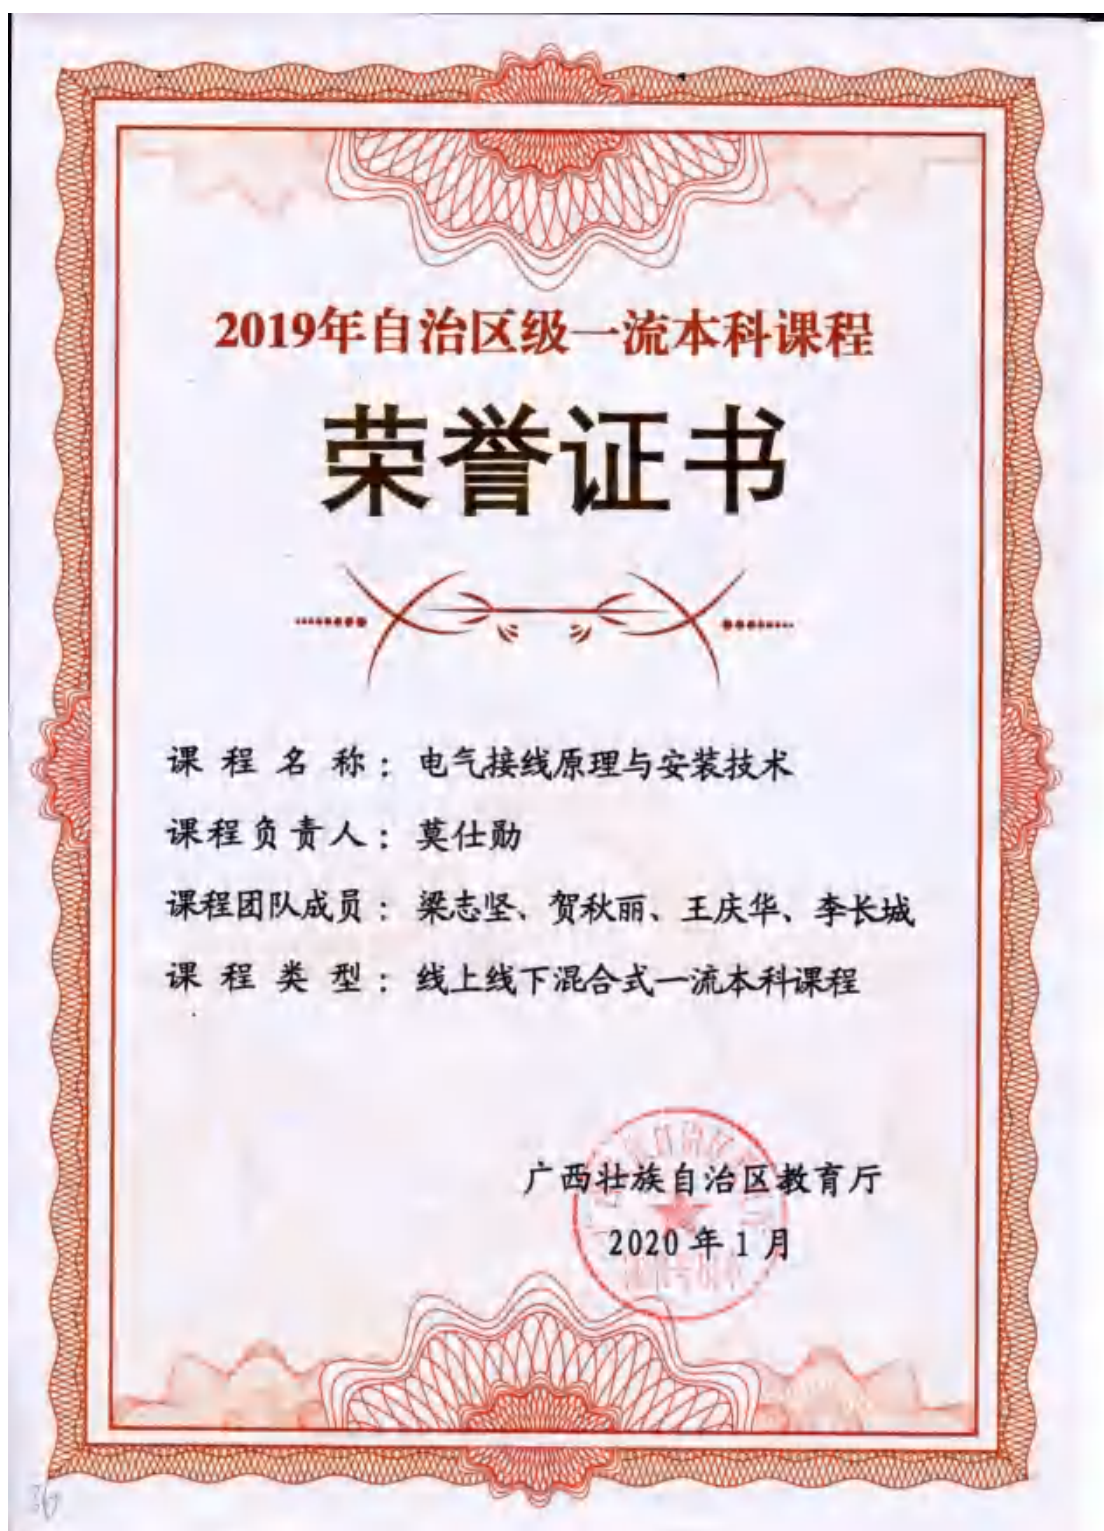 2019年自治区级一流本科课程
荣誉证书
课程名称：电气接线原理与安装技术
课程负责人：莫仕勋
课程团队成员：梁志坚、贺秋丽、王庆华、李长城
课程类型：线上线下混合式一流本科课程
广西壮族自治区教育厅
2020年1月